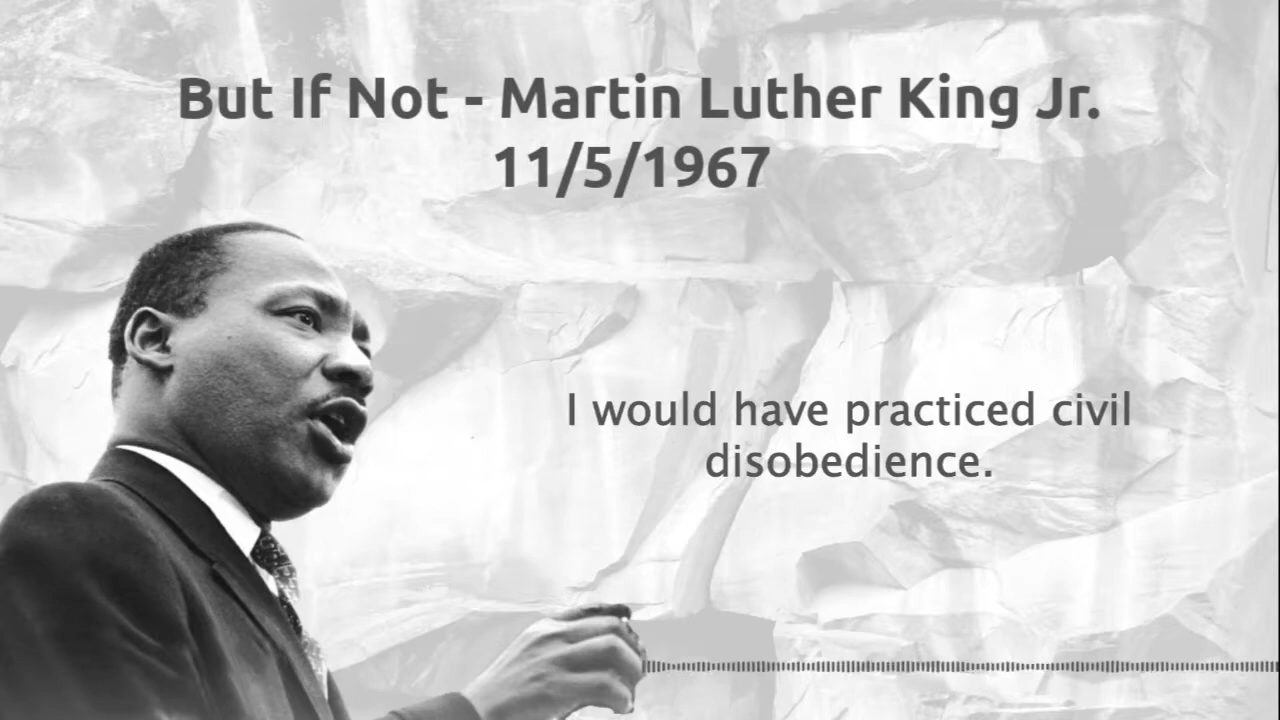 But If Not - Martin Luther King Jr.
11/5/1967
I would have practiced civil
disobedience.